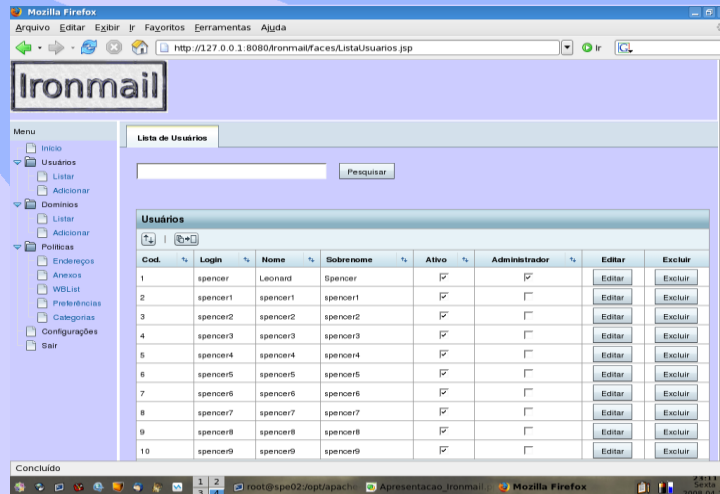 Mozilla Firefox
Arquivo Editar Exibir Ir Favoritos Ferramentas Ajuda
http://127.0.0.1:8080/Ironmail/faces/ListaUsuarios.jsp Ir
Ironmail
Menu
Início
Usuários
Listar
Adicionar
Domínios
Listar
Adicionar
Políticas
Endereços
Anexos
WBList
Preferências
Categorias
Configurações
Sair
Lista de Usuários
Pesquisar
Usuários
Cod. Login Nome Sobrenome Ativo Administrador Editar Excluir
1 spencer Leonard Spencer Editar Excluir
2 spencer1 spencer1 spencer1 Editar Excluir
3 spencer2 spencer2 spencer2 Editar Excluir
4 spencer3 spencer3 spencer3 Editar Excluir
5 spencer4 spencer4 spencer4 Editar Excluir
6 spencer5 spencer5 spencer5 Editar Excluir
7 spencer6 spencer6 spencer6 Editar Excluir
8 spencer7 spencer7 spencer7 Editar Excluir
9 spencer8 spencer8 spencer8 Editar Excluir
10 spencer9 spencer9 spencer9 Editar Excluir
Concluído
1 2
3 4
root@spe02:/opt/apach Apresentacao_Ironmail. Mozilla Firefox
Sexta